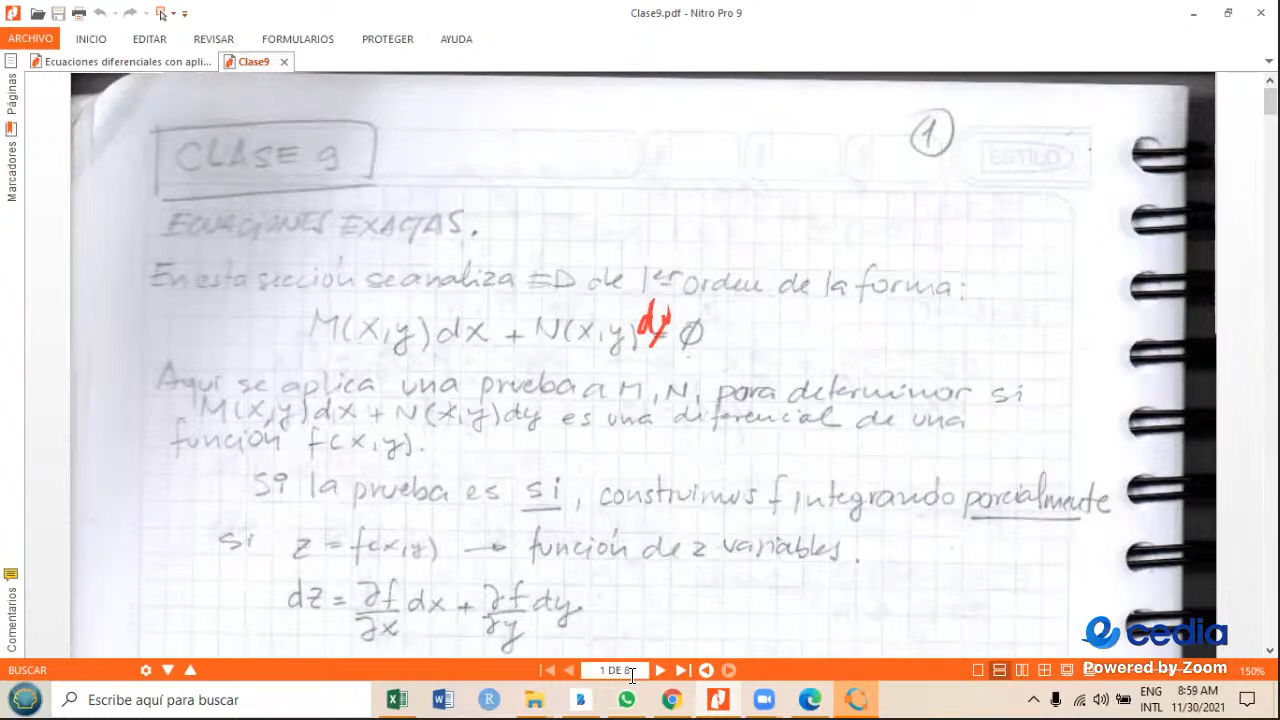 Clase9.pdf - Nitro Pro 9
ARCHIVO INICIO EDITAR REVISAR FORMULARIOS PROTEGER AYUDA
Ecuaciones diferenciales con apli... Clase9
Páginas
Marcadores
Comentarios
1
CLASE 9
ESTILO
ECUACIONES EXACTAS.
En esta sección se analiza ED de 1er orden de la forma:
M(x,y)dx + N(x,y)dy = ∅
Aquí se aplica una prueba a M, N, para determinar si
M(x,y)dx + N(x,y)dy es una diferencial de una
función f(x,y).
Si la prueba es si, construimos f, integrando parcialmente
Si z = f(x,y) → función de 2 variables.
dz = ∂f/∂x dx + ∂f/∂y dy.
cedia
Powered by Zoom
BUSCAR 1 DE 8 150%
Escribe aquí para buscar
ENG 8:59 AM
INTL 11/30/2021